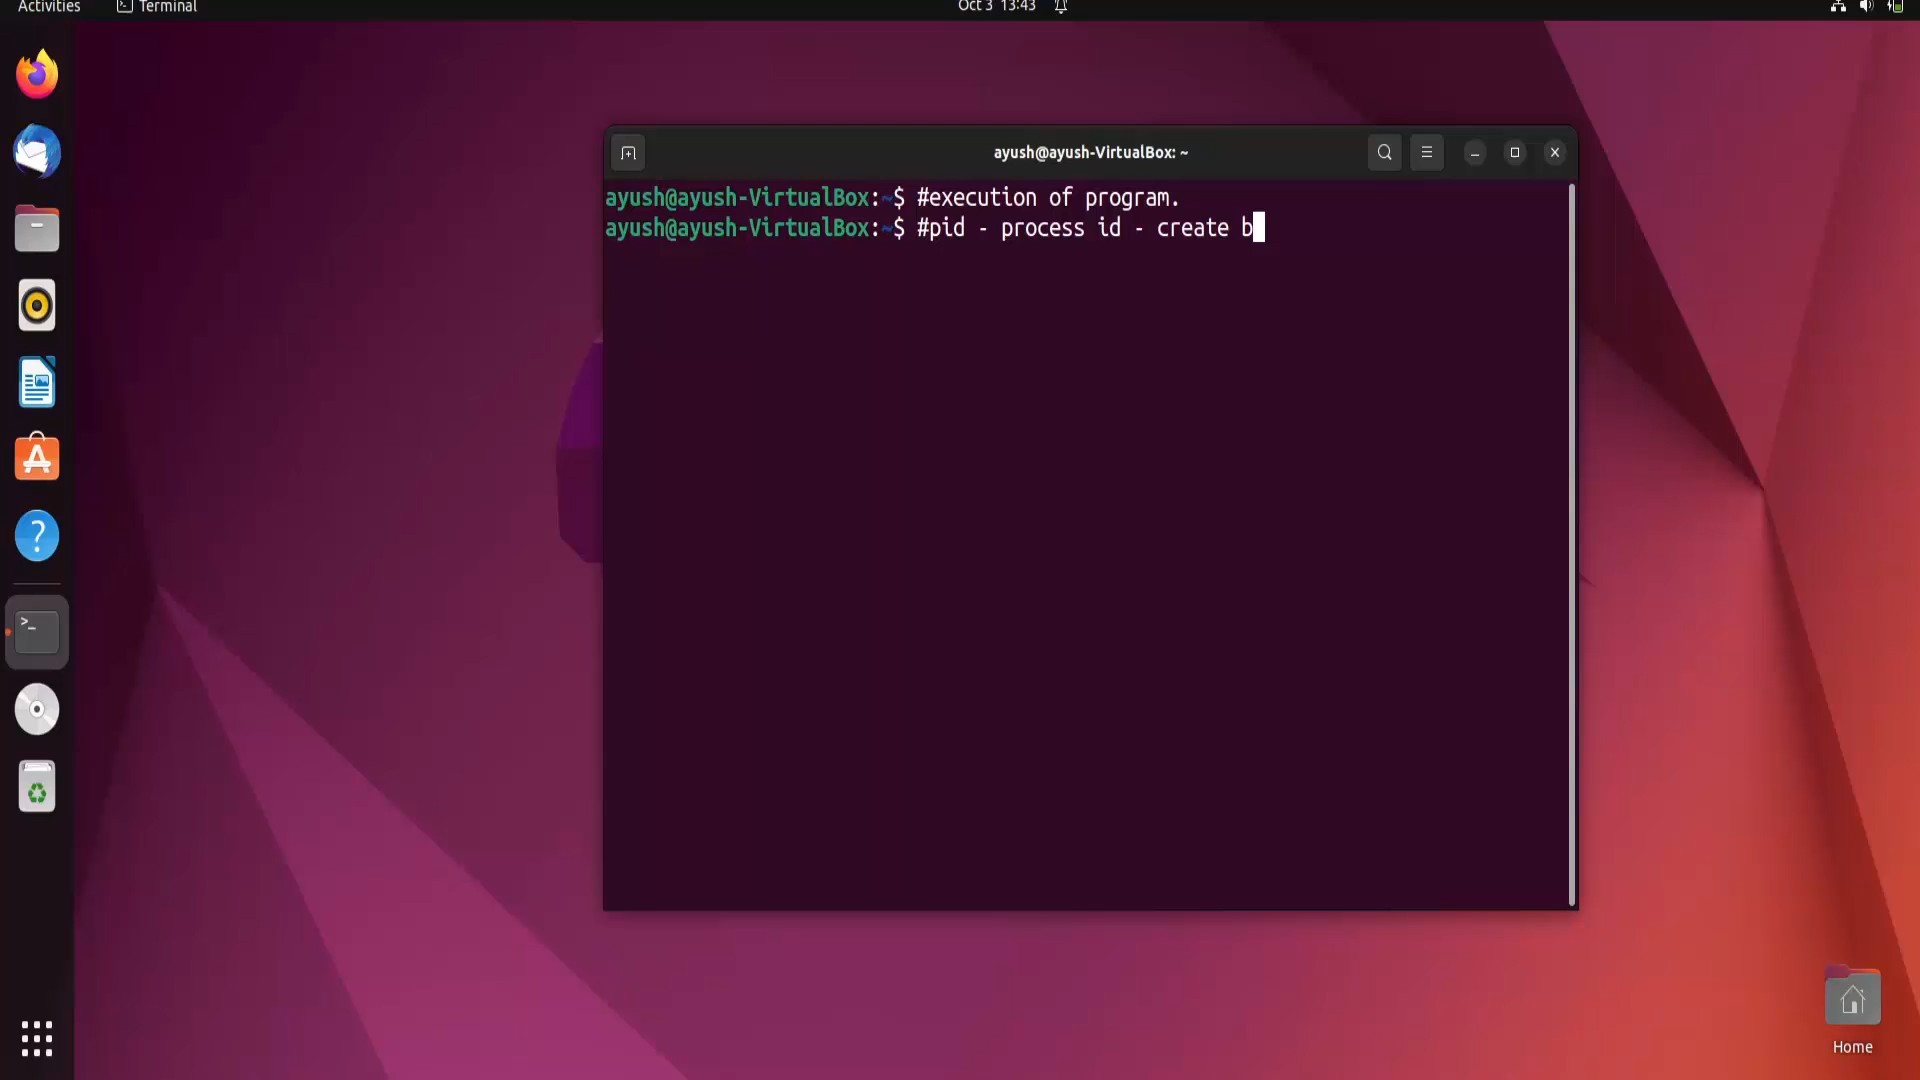 Activities Terminal Oct 3 13:43
ayush@ayush-VirtualBox: ~
ayush@ayush-VirtualBox:~$ #execution of program.
ayush@ayush-VirtualBox:~$ #pid - process id - create b
Home